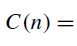 C(n) =